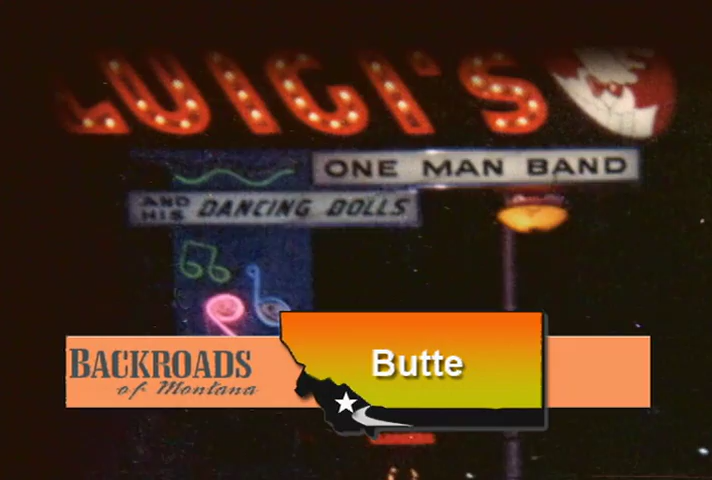 LUIGI'S
ONE MAN BAND
AND HIS DANCING DOLLS
BACKROADS
of Montana
Butte